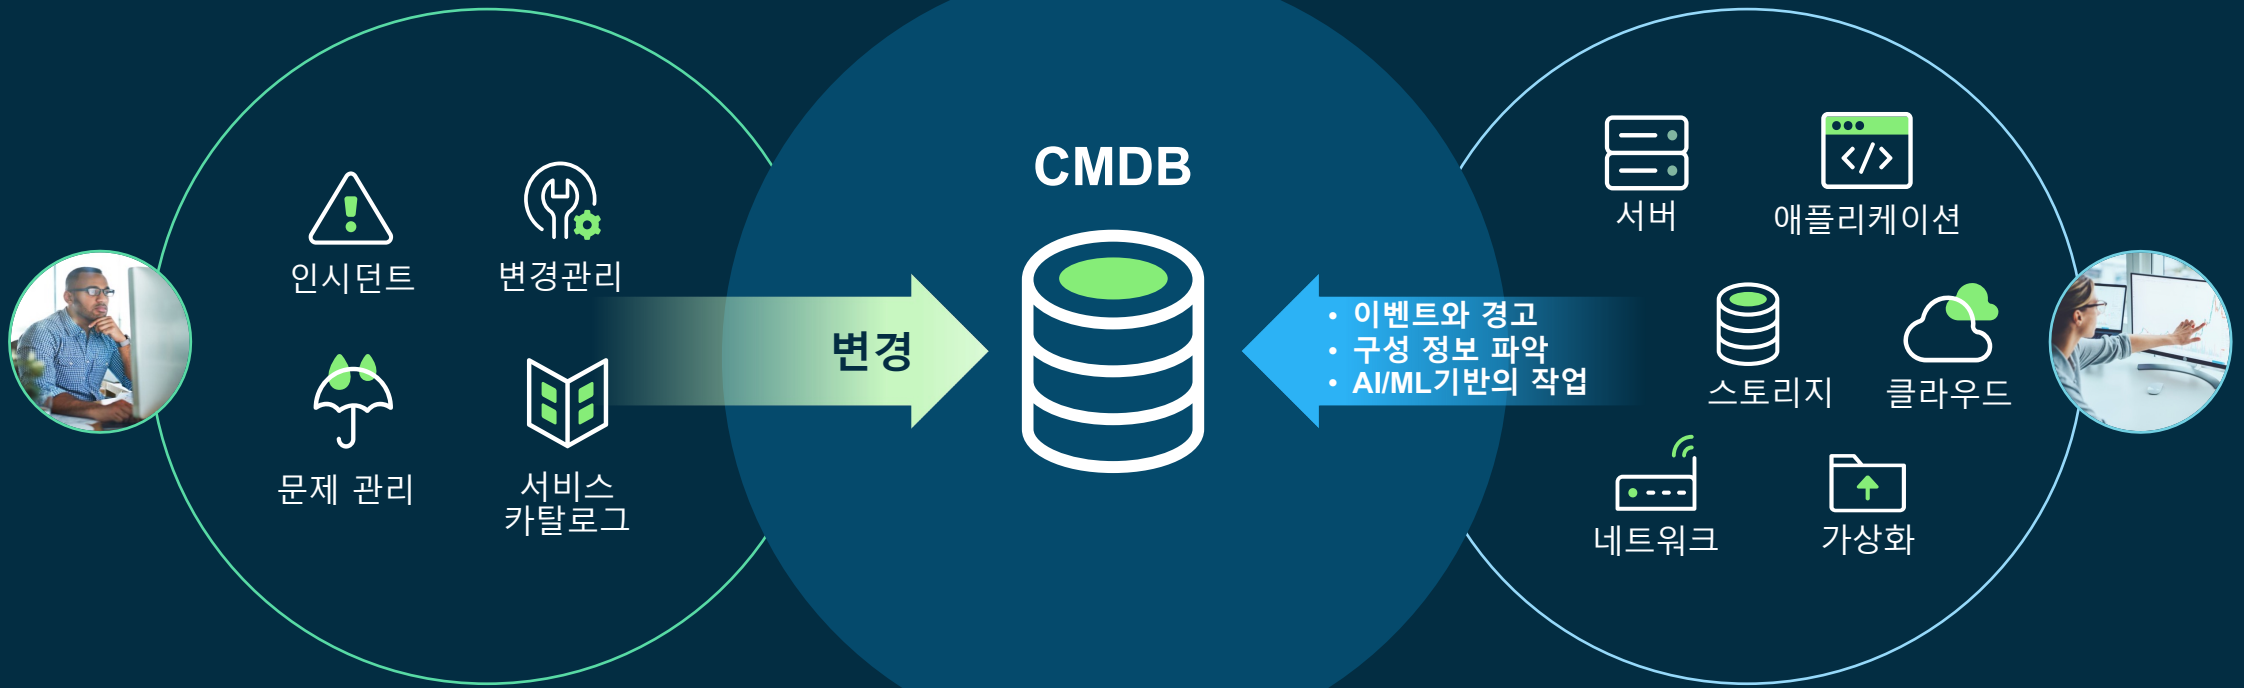 인시던트
변경관리
문제 관리
서비스
카탈로그
변경
CMDB
• 이벤트와 경고
• 구성 정보 파악
• AI/ML기반의 작업
서버
애플리케이션
스토리지
클라우드
네트워크
가상화